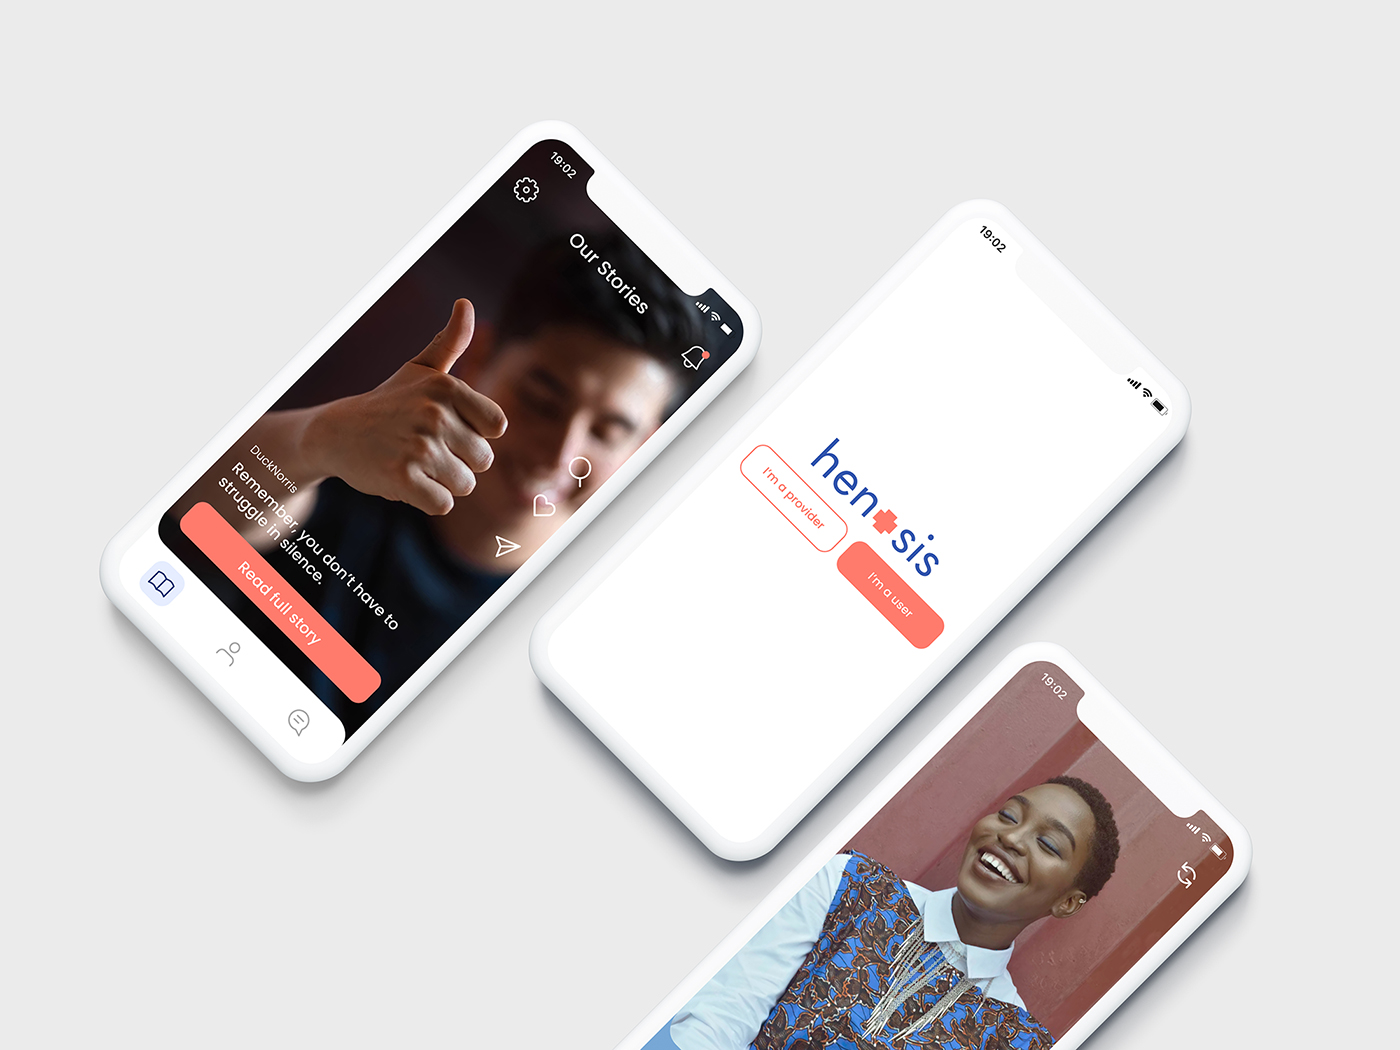 19:02
Our Stories
DuckNorris
Remember, you don't have to
struggle in silence.
Read full story
19:02
hen+sis
I'm a provider
I'm a user
19:02